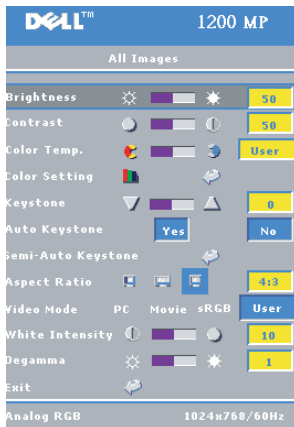 DELL™ 1200 MP
All Images
Brightness 50
Contrast 50
Color Temp. User
Color Setting
Keystone 0
Auto Keystone Yes No
Semi-Auto Keystone
Aspect Ratio 4:3
Video Mode PC Movie sRGB User
White Intensity 10
Degamma 1
Exit
Analog RGB 1024x768/60Hz